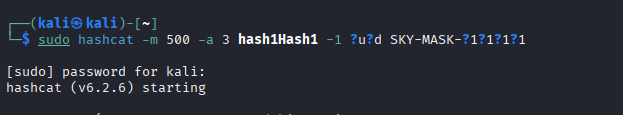 ┌──(kali㉿kali)-[~]
└─$ sudo hashcat -m 500 -a 3 hash1Hash1 -1 ?u?d SKY-MASK-?1?1?1?1
[sudo] password for kali:
hashcat (v6.2.6) starting